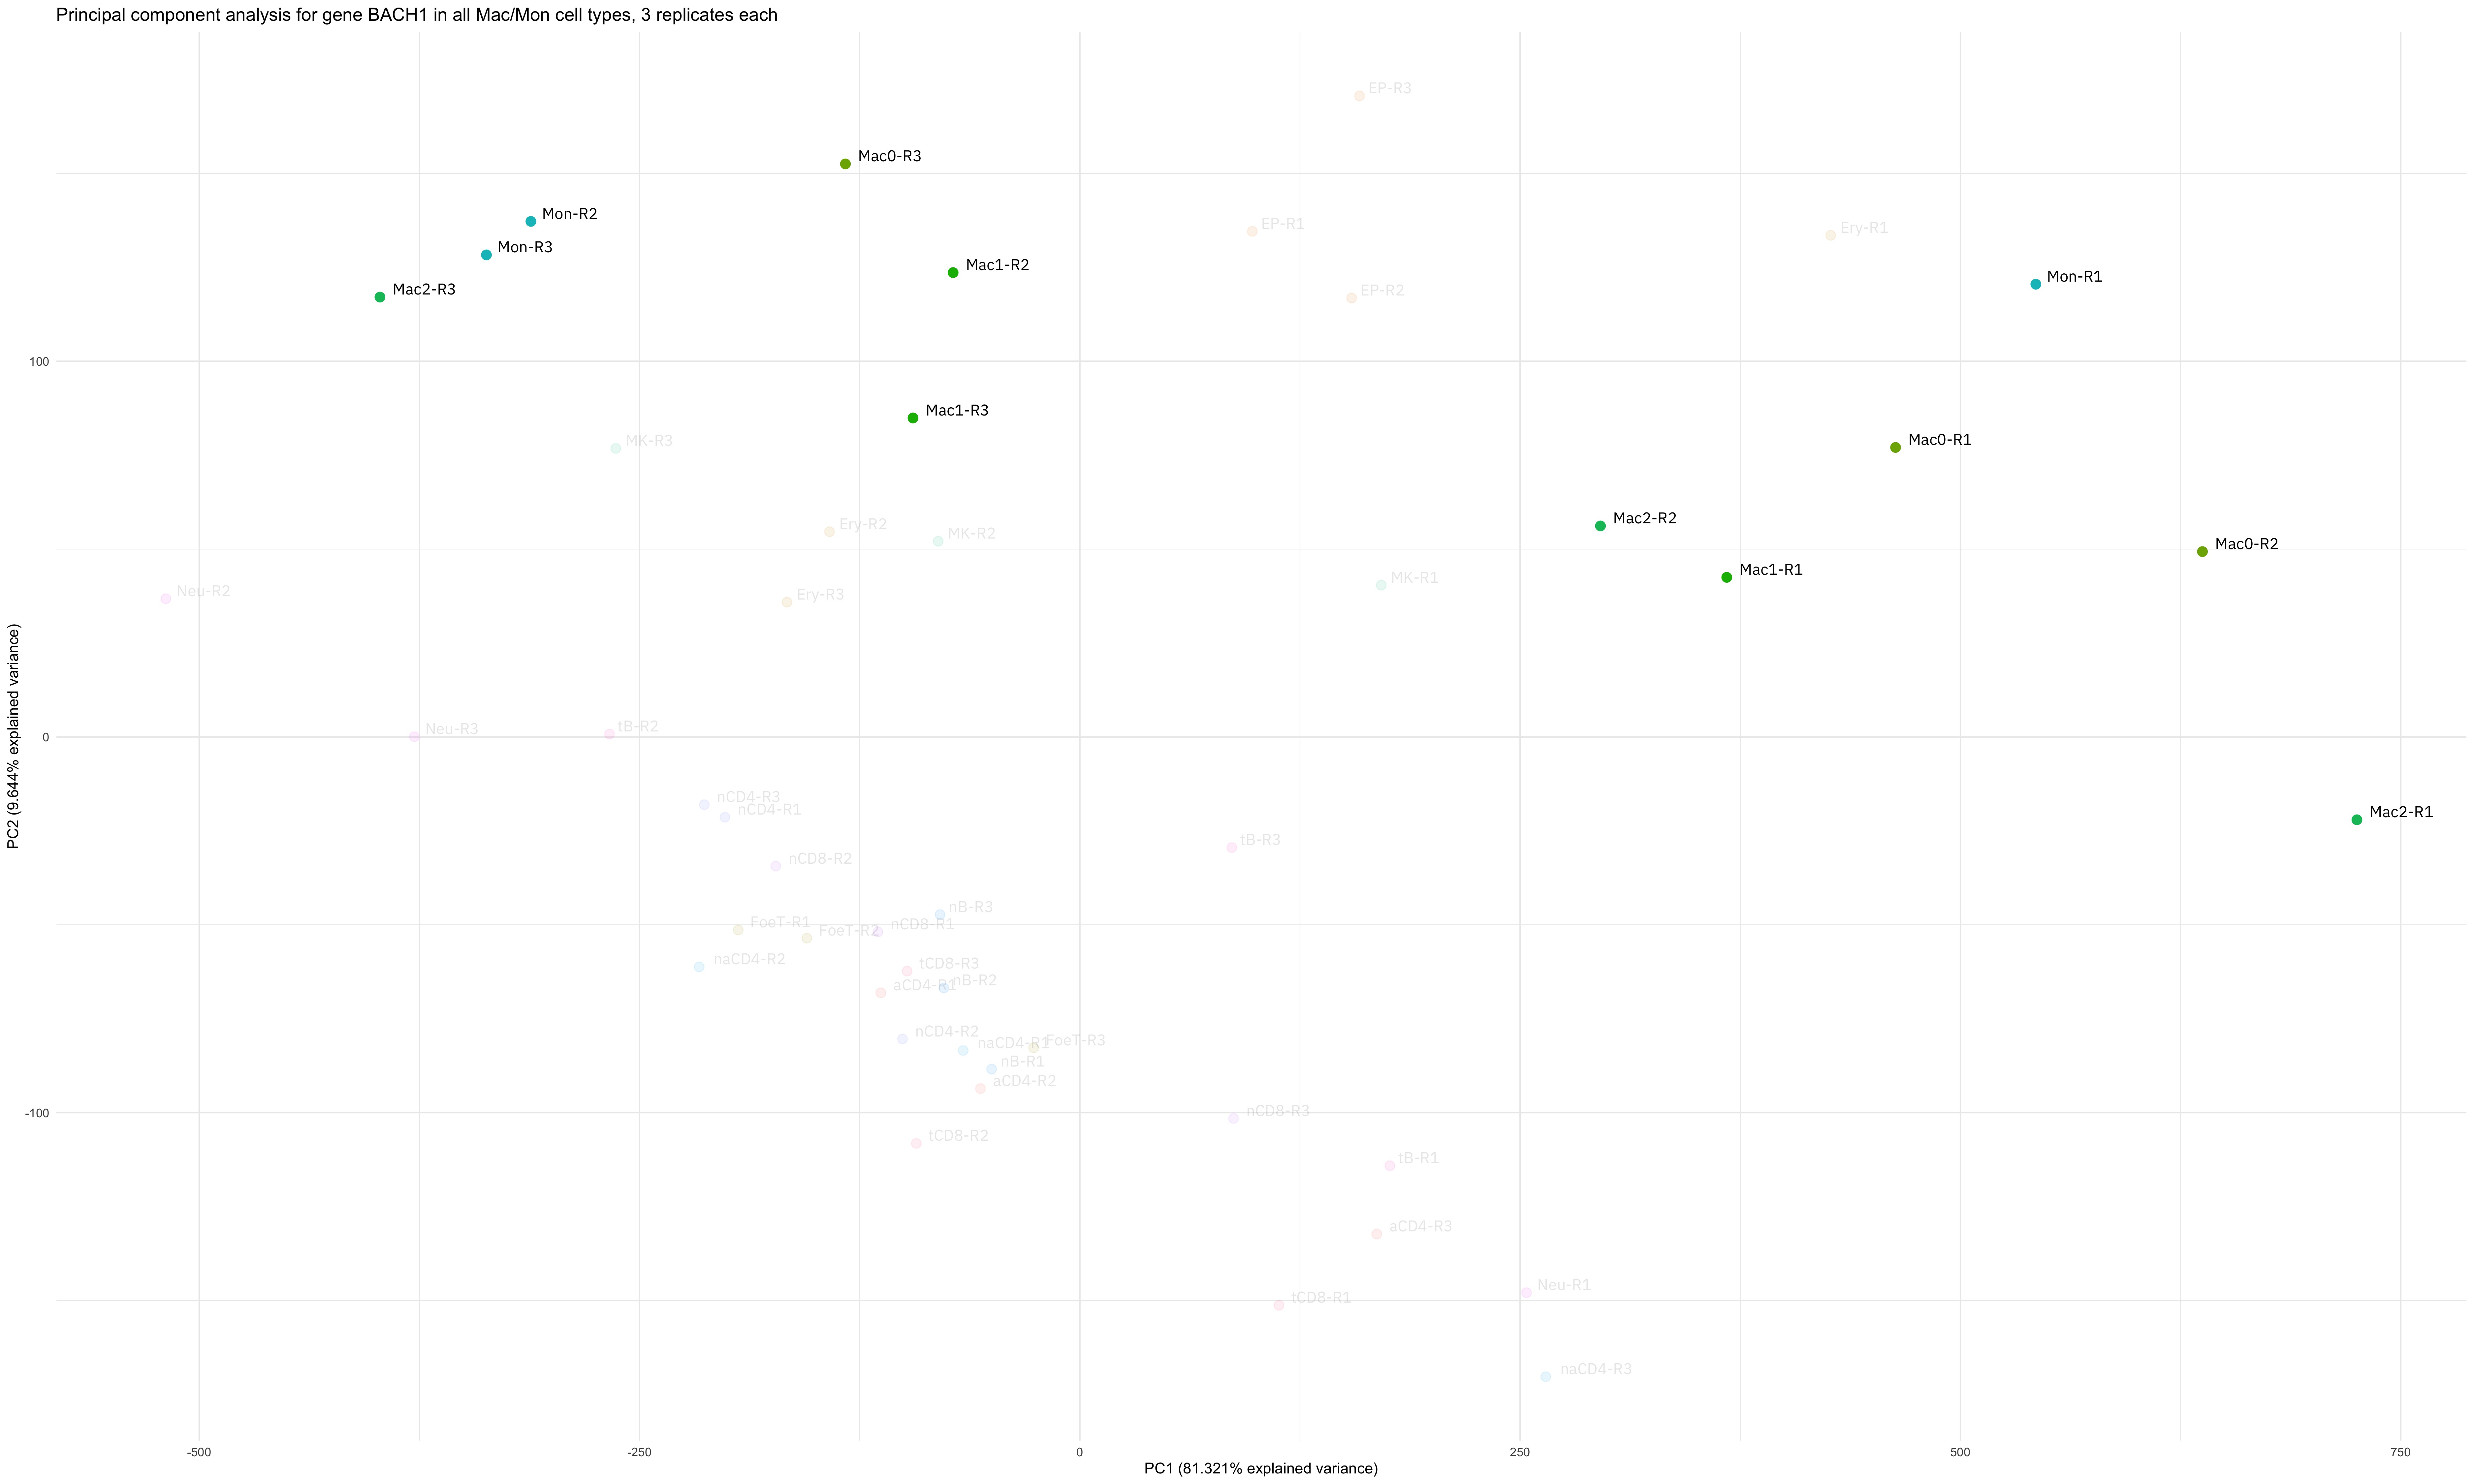 Principal component analysis for gene BACH1 in all Mac/Mon cell types, 3 replicates each
EP-R3
Mac0-R3
Mon-R2
EP-R1
Ery-R1
Mon-R3
Mac1-R2
Mon-R1
Mac2-R3
EP-R2
100
Mac1-R3
MK-R3
Mac0-R1
Mac2-R2
Ery-R2
MK-R2
Mac0-R2
Mac1-R1
MK-R1
Neu-R2
Ery-R3
PC2 (9.644% explained variance)
Neu-R3
tB-R2
0
nCD4-R3
nCD4-R1
Mac2-R1
tB-R3
nCD8-R2
nB-R3
FoeT-R1
nCD8-R1
FoeT-R2
naCD4-R2
tCD8-R3
nB-R2
aCD4-R1
nCD4-R2
naCD4-R1
FoeT-R3
nB-R1
aCD4-R2
-100
nCD8-R3
tCD8-R2
tB-R1
aCD4-R3
Neu-R1
tCD8-R1
naCD4-R3
-500
-250
0
250
500
750
PC1 (81.321% explained variance)